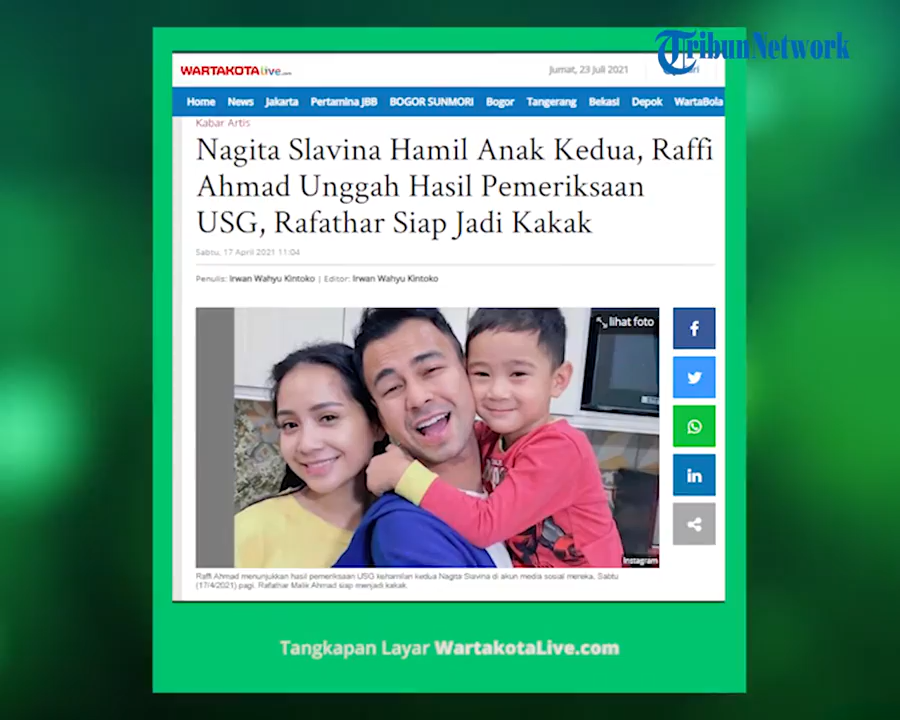 TribunNetwork
WARTAKOTALive.com
Jumat, 23 Juli 2021
Home News Jakarta Pertamina JBB BOGOR SUNMORI Bogor Tangerang Bekasi Depok WartaBola
Kabar Artis
Nagita Slavina Hamil Anak Kedua, Raffi
Ahmad Unggah Hasil Pemeriksaan
USG, Rafathar Siap Jadi Kakak
Sabtu, 17 April 2021 11:04
Penulis: Irwan Wahyu Kintoko | Editor: Irwan Wahyu Kintoko
lihat foto
Instagram
Raffi Ahmad menunjukkan hasil pemeriksaan USG kehamilan kedua Nagita Slavina di akun media sosial mereka, Sabtu
(17/4/2021) pagi. Rafathar Malik Ahmad siap menjadi kakak.
Tangkapan Layar WartakotaLive.com